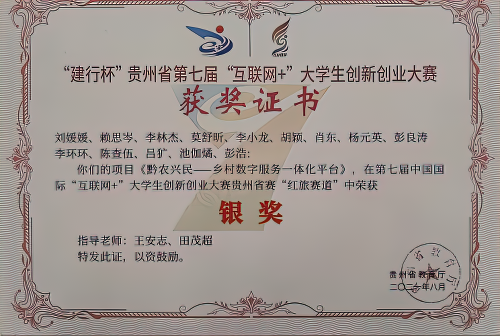 “建行杯”贵州省第七届“互联网+”大学生创新创业大赛
获奖证书
刘媛媛、赖思岑、李林杰、莫舒昕、李小龙、胡颖、肖东、杨元英、彭良涛
李环环、陈查伍、吕犷、池伽燏、彭浩:
你们的项目《黔农兴民——乡村数字服务一体化平台》，在第七届中国国
际“互联网+”大学生创新创业大赛贵州省赛“红旅赛道”中荣获
银奖
指导老师：王安志、田茂超
特发此证，以资鼓励。
贵州省教育厅
二〇二一年八月